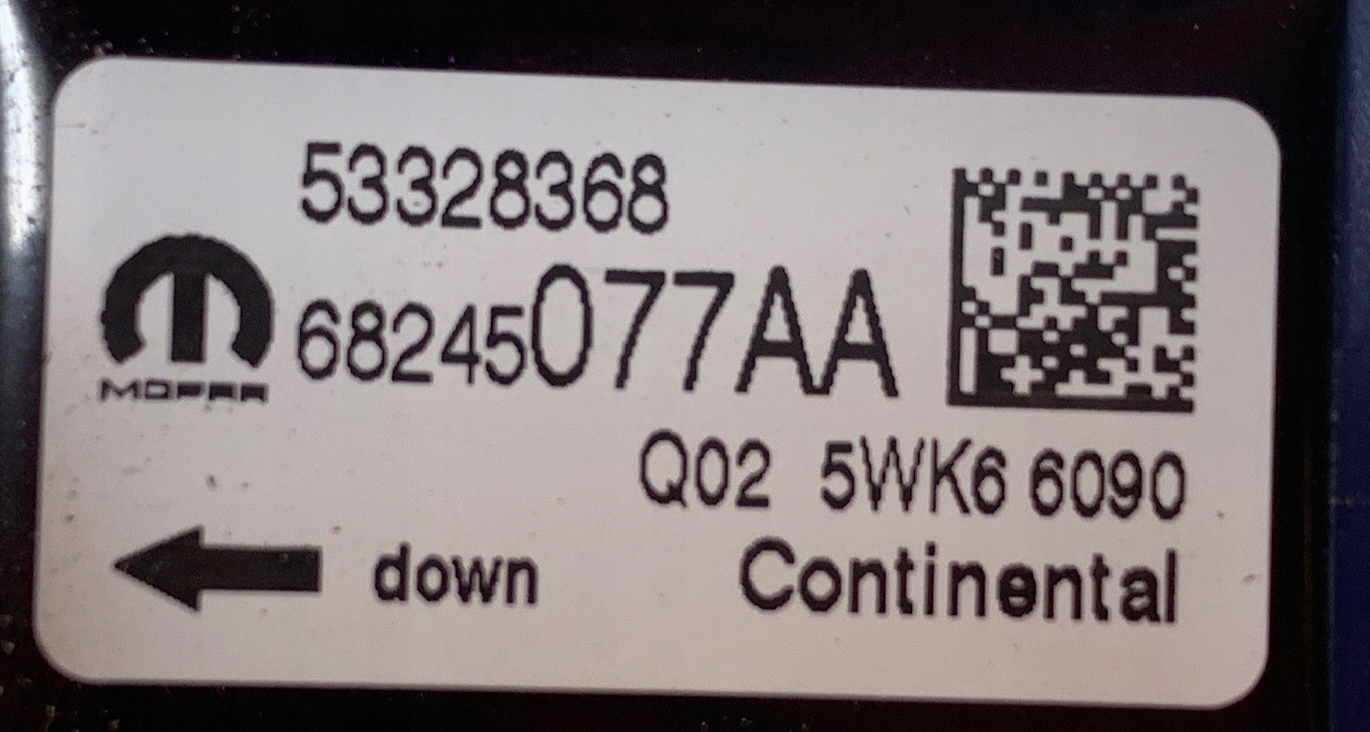 53328368
MOPAR
68245077AA
Q02 5WK6 6090
down
Continental